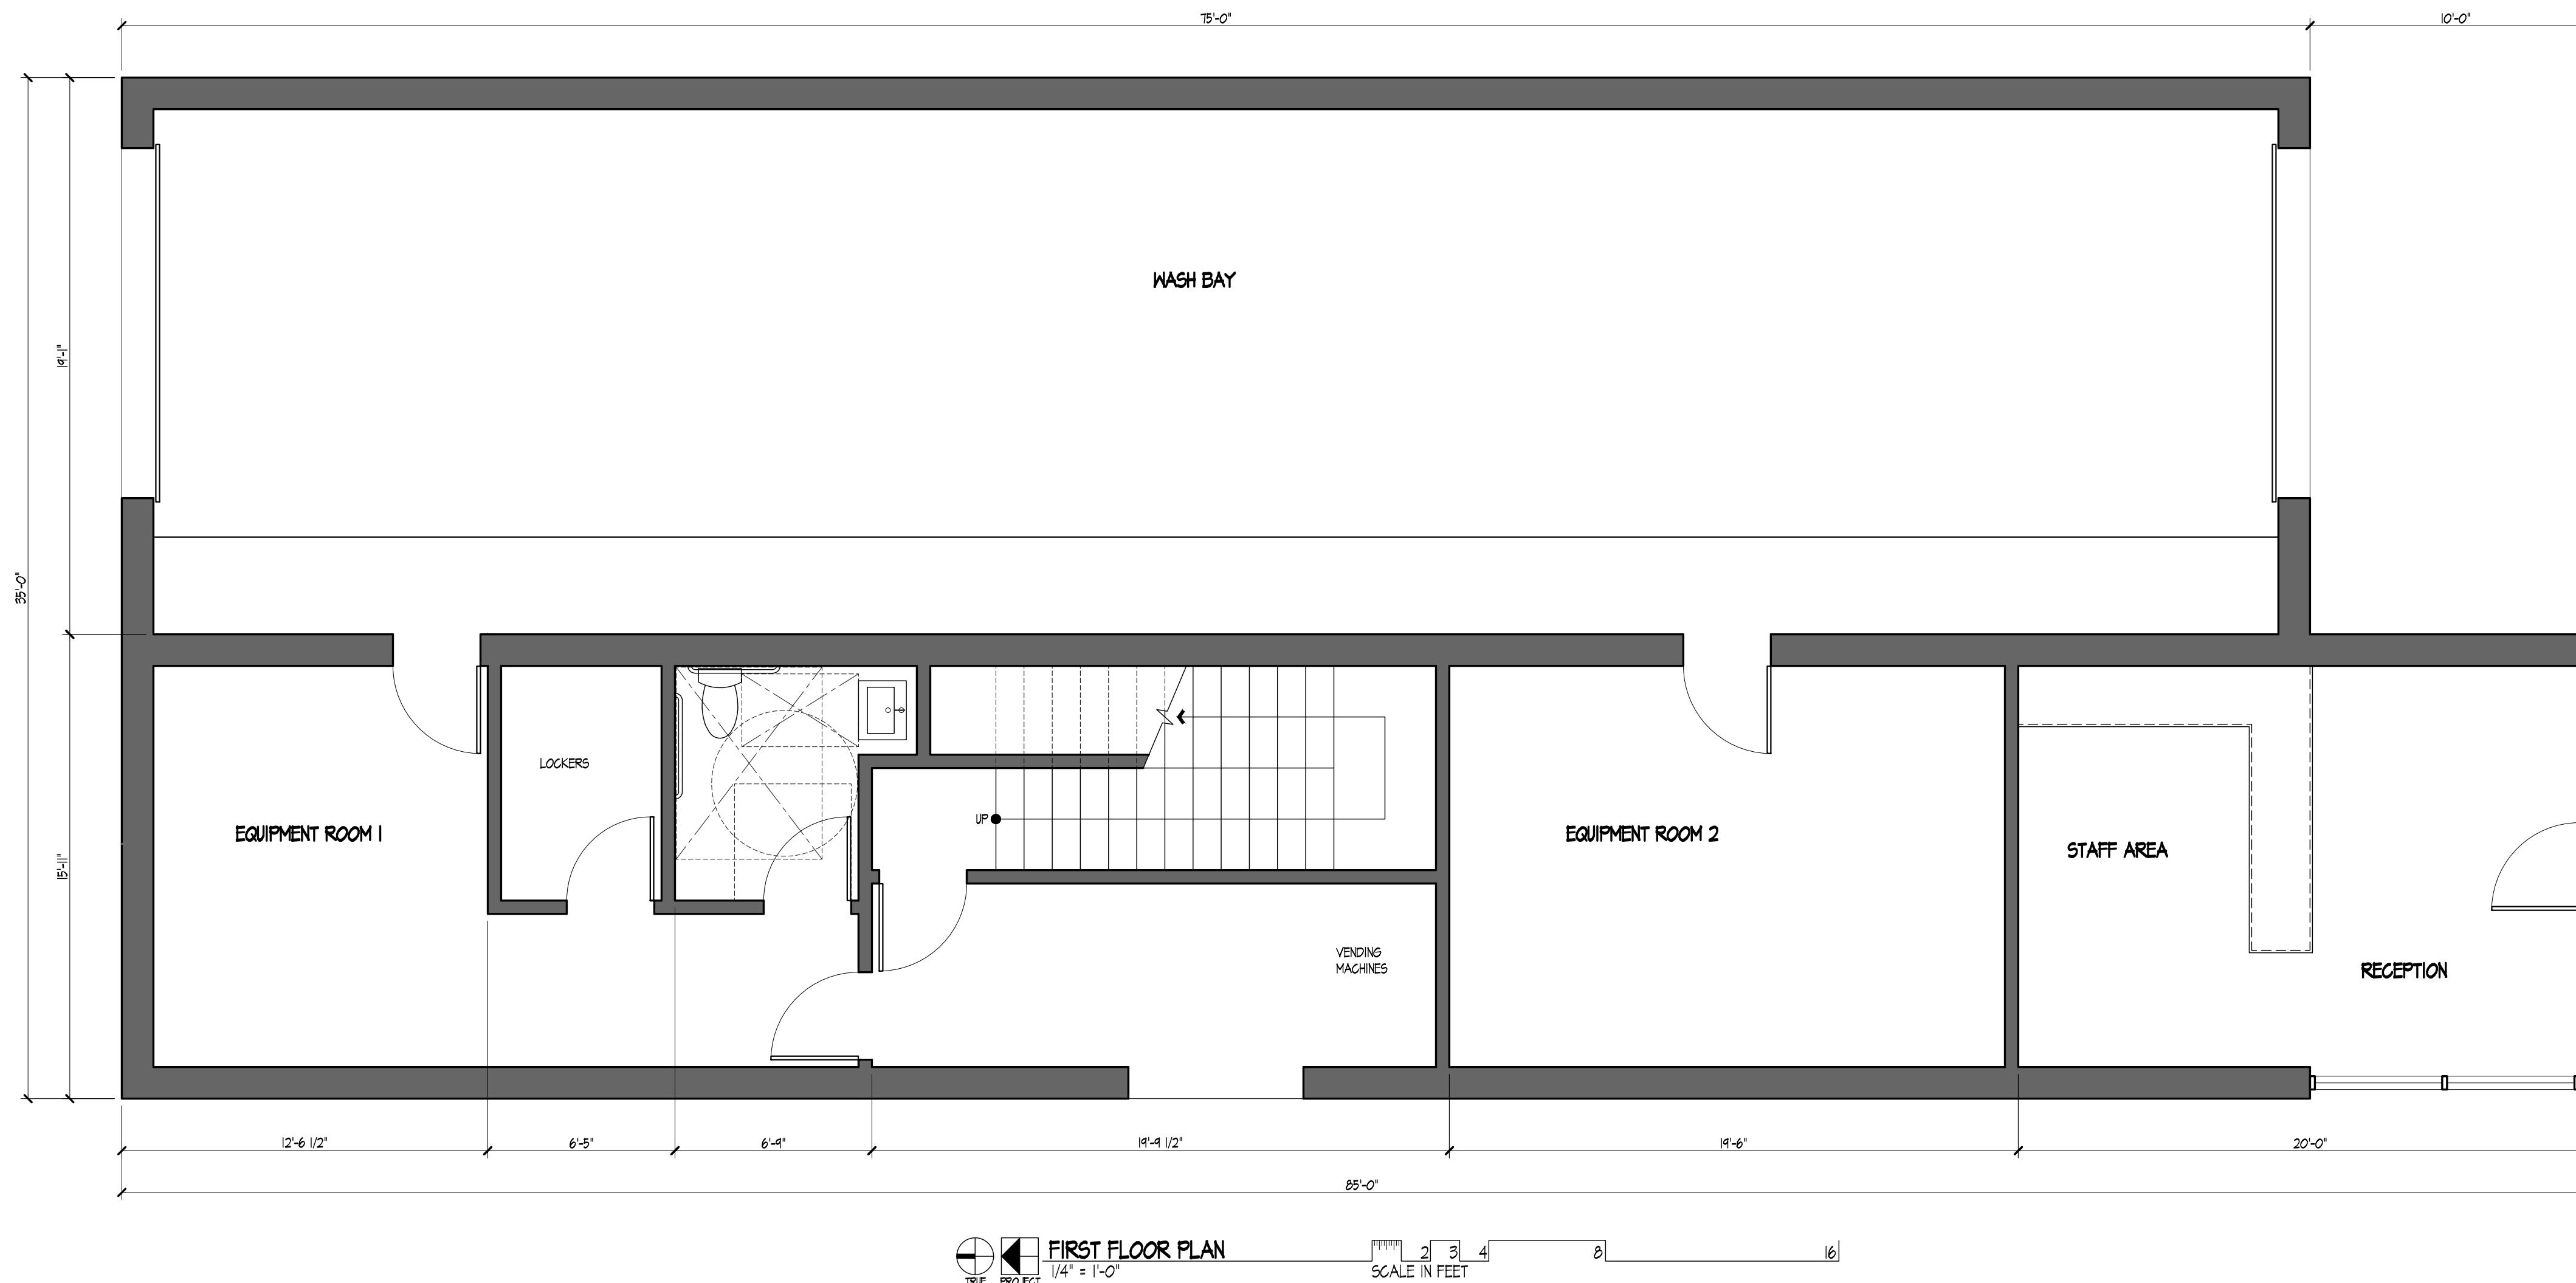 75'-0"
10'-0"
WASH BAY
19'-1"
35'-0"
LOCKERS
UP
EQUIPMENT ROOM 1
EQUIPMENT ROOM 2
STAFF AREA
15'-11"
VENDING
MACHINES
RECEPTION
12'-6 1/2"
6'-5"
6'-9"
19'-9 1/2"
19'-6"
20'-0"
85'-0"
FIRST FLOOR PLAN
2 3 4 8 16
1/4" = 1'-0"
SCALE IN FEET
TRUE PROJECT